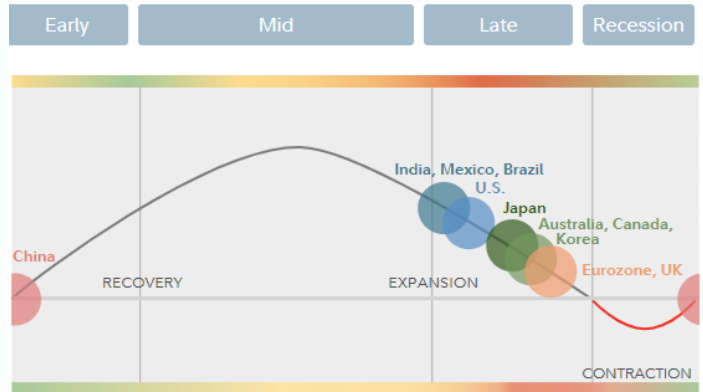 Early
Mid
Late
Recession
India, Mexico, Brazil
U.S.
Japan
Australia, Canada,
Korea
China
Eurozone, UK
RECOVERY
EXPANSION
CONTRACTION